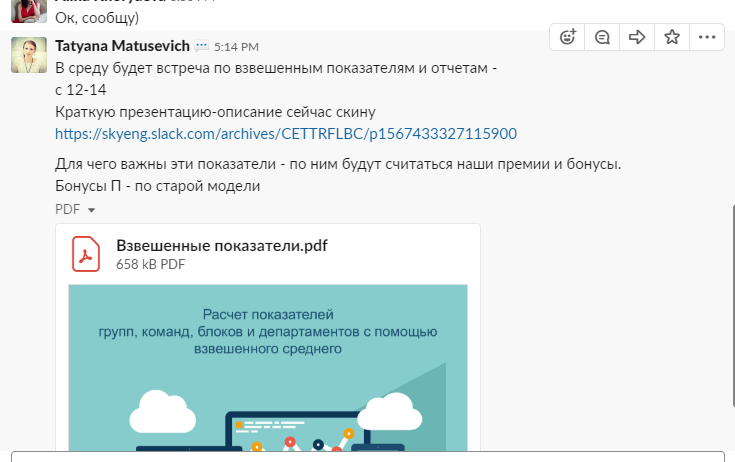 Ок, сообщу)
Tatyana Matusevich 5:14 PM
В среду будет встреча по взвешенным показателям и отчетам -
с 12-14
Краткую презентацию-описание сейчас скину
https://skyeng.slack.com/archives/CETTRFLBC/p1567433327115900
Для чего важны эти показатели - по ним будут считаться наши премии и бонусы.
Бонусы П - по старой модели
PDF
Взвешенные показатели.pdf
658 kB PDF
Расчет показателей
групп, команд, блоков и департаментов с помощью
взвешенного среднего